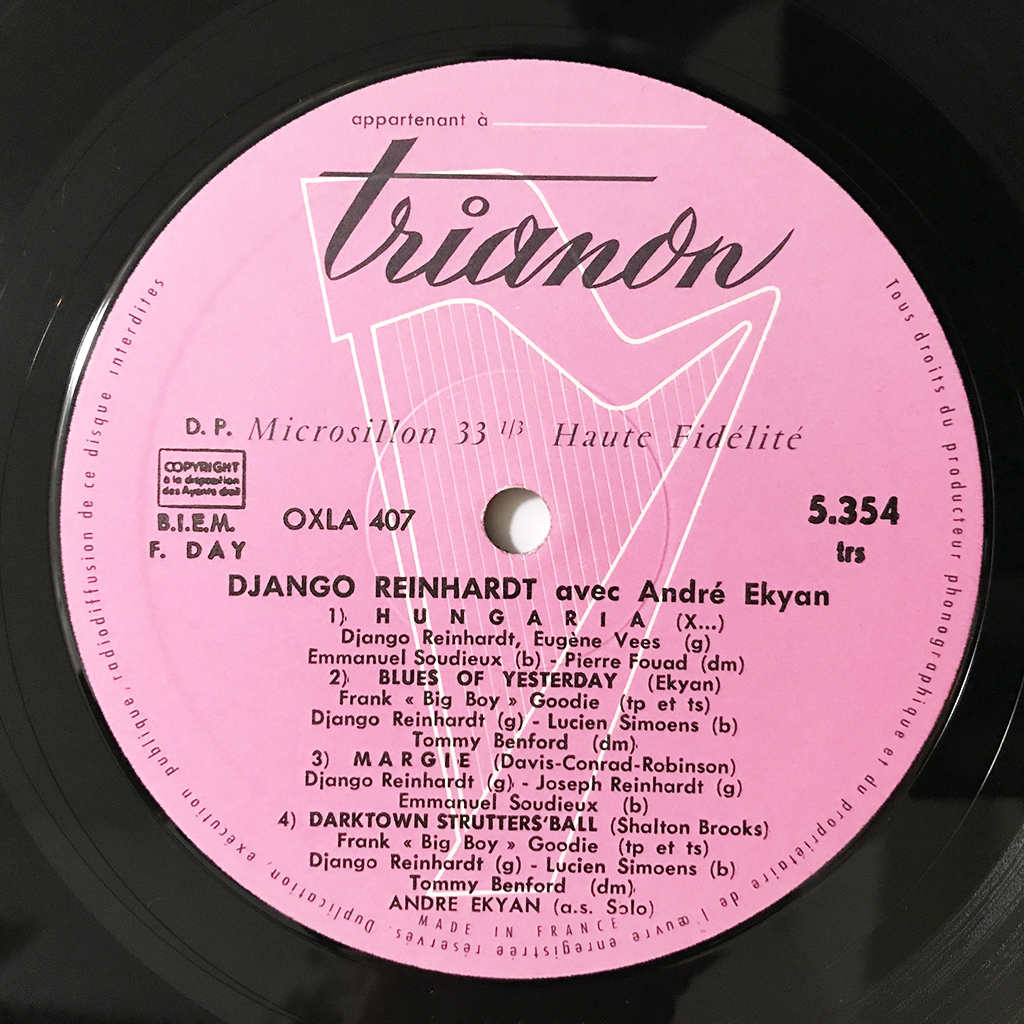 appartenant à
trianon
D. P. Microsillon 33 1/3 Haute Fidélité
COPYRIGHT
à la disposition
des Ayants droit
B.I.E.M.
F. DAY
OXLA 407
5.354
trs
DJANGO REINHARDT avec André Ekyan
1) HUNGARIA (X...)
Django Reinhardt, Eugène Vees (g)
Emmanuel Soudieux (b) - Pierre Fouad (dm)
2) BLUES OF YESTERDAY (Ekyan)
Frank « Big Boy » Goodie (tp et ts)
Django Reinhardt (g) - Lucien Simoens (b)
Tommy Benford (dm)
3) MARGIE (Davis-Conrad-Robinson)
Django Reinhardt (g) - Joseph Reinhardt (g)
Emmanuel Soudieux (b)
4) DARKTOWN STRUTTERS'BALL (Shalton Brooks)
Frank « Big Boy » Goodie (tp et ts)
Django Reinhardt (g) - Lucien Simoens (b)
Tommy Benford (dm)
ANDRE EKYAN (a.s. Solo)
MADE IN FRANCE
Tous droits du producteur phonographique et du propriétaire de l'œuvre enregistrée réservés. Duplication, exécution publique, radiodiffusion de ce disque interdites